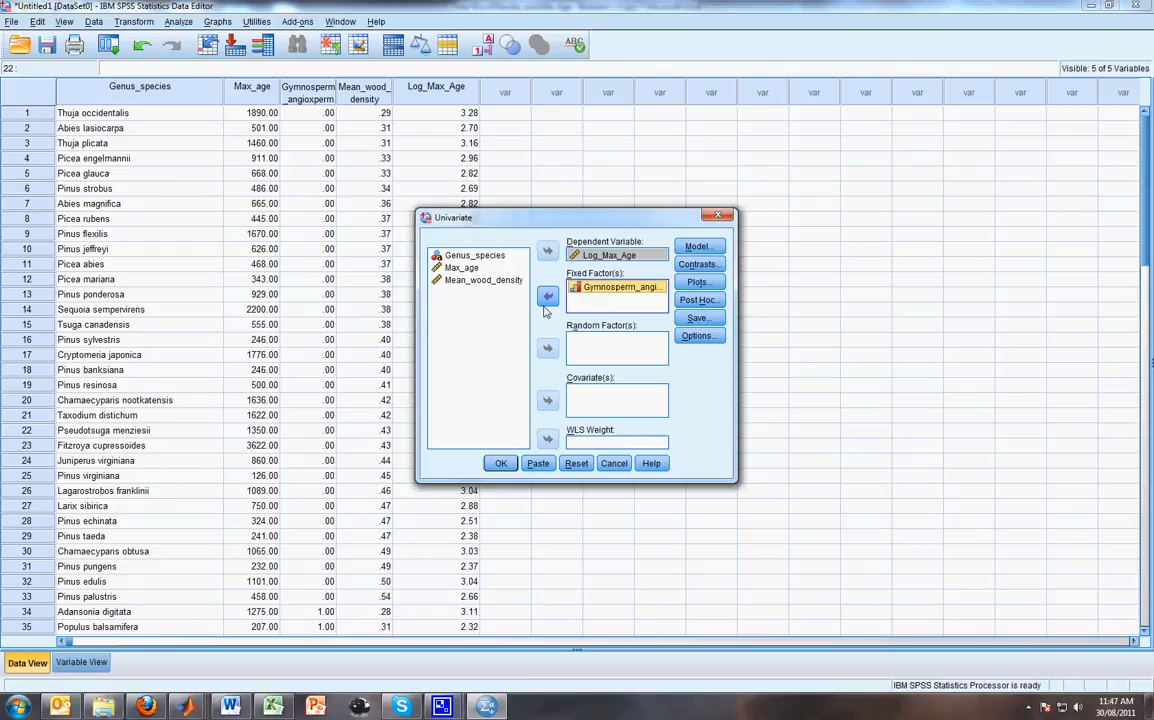 *Untitled1 [DataSet0] - IBM SPSS Statistics Data Editor
File Edit View Data Transform Analyze Graphs Utilities Add-ons Window Help
22 :
Visible: 5 of 5 Variables
Genus_species Max_age Gymnosperm_angioxperm Mean_wood_density Log_Max_Age var var var var var var var var var var var var var
1 Thuja occidentalis 1890.00 .00 .29 3.28
2 Abies lasiocarpa 501.00 .00 .31 2.70
3 Thuja plicata 1460.00 .00 .31 3.16
4 Picea engelmannii 911.00 .00 .33 2.96
5 Picea glauca 668.00 .00 .33 2.82
6 Pinus strobus 486.00 .00 .34 2.69
7 Abies magnifica 665.00 .00 .36 2.82
8 Picea rubens 445.00 .00 .37
9 Pinus flexilis 1670.00 .00 .37
10 Pinus jeffreyi 626.00 .00 .37
11 Picea abies 468.00 .00 .38
12 Picea mariana 343.00 .00 .38
13 Pinus ponderosa 929.00 .00 .38
14 Sequoia sempervirens 2200.00 .00 .38
15 Tsuga canadensis 555.00 .00 .38
16 Pinus sylvestris 246.00 .00 .40
17 Cryptomeria japonica 1776.00 .00 .40
18 Pinus banksiana 246.00 .00 .40
19 Pinus resinosa 500.00 .00 .41
20 Chamaecyparis nootkatensis 1636.00 .00 .42
21 Taxodium distichum 1622.00 .00 .42
22 Pseudotsuga menziesii 1350.00 .00 .43
23 Fitzroya cupressoides 3622.00 .00 .43
24 Juniperus virginiana 860.00 .00 .44
25 Pinus virginiana 126.00 .00 .45
26 Lagarostrobos franklinii 1089.00 .00 .46 3.04
27 Larix sibirica 750.00 .00 .47 2.88
28 Pinus echinata 324.00 .00 .47 2.51
29 Pinus taeda 241.00 .00 .47 2.38
30 Chamaecyparis obtusa 1065.00 .00 .49 3.03
31 Pinus pungens 232.00 .00 .49 2.37
32 Pinus edulis 1101.00 .00 .50 3.04
33 Pinus palustris 458.00 .00 .54 2.66
34 Adansonia digitata 1275.00 1.00 .28 3.11
35 Populus balsamifera 207.00 1.00 .31 2.32
Univariate
Genus_species
Max_age
Mean_wood_density
Dependent Variable:
Log_Max_Age
Fixed Factor(s):
Gymnosperm_angi...
Random Factor(s):
Covariate(s):
WLS Weight:
Model...
Contrasts...
Plots...
Post Hoc...
Save...
Options...
OK Paste Reset Cancel Help
Data View Variable View
IBM SPSS Statistics Processor is ready
11:47 AM
30/08/2011